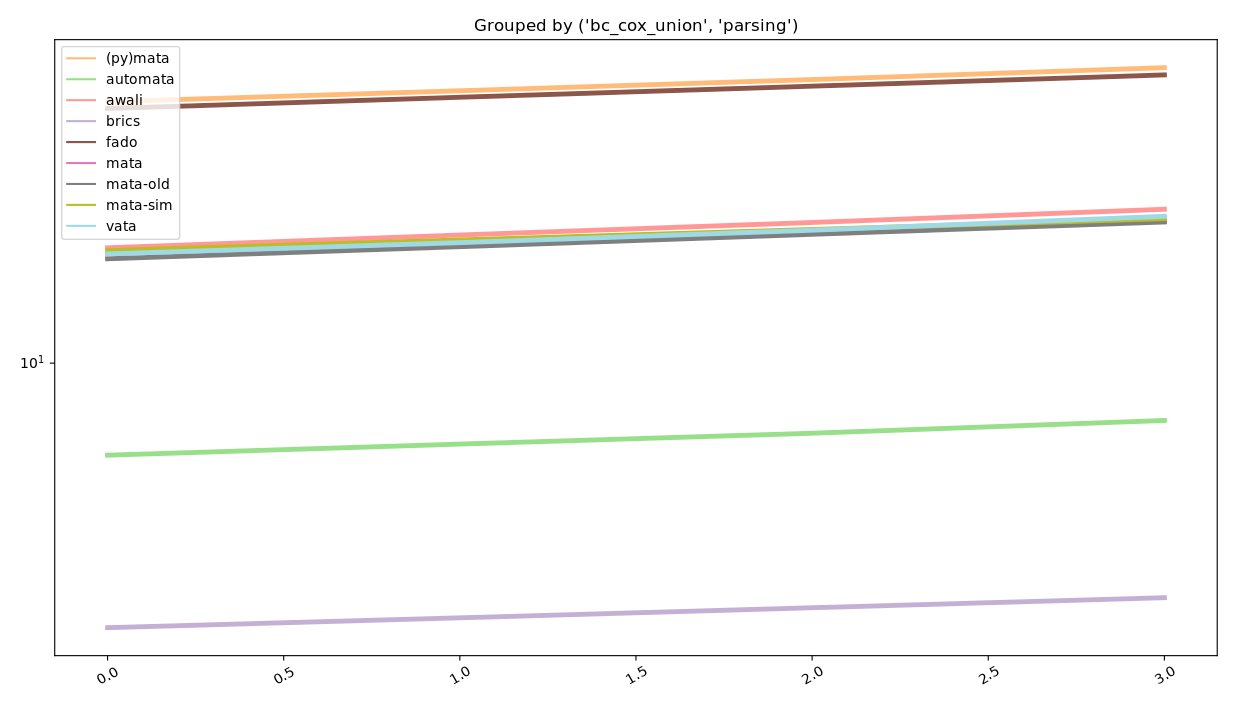 Grouped by ('bc_cox_union', 'parsing')
(py)mata
automata
awali
brics
fado
mata
mata-old
mata-sim
vata
10¹
0.0
0.5
1.0
1.5
2.0
2.5
3.0